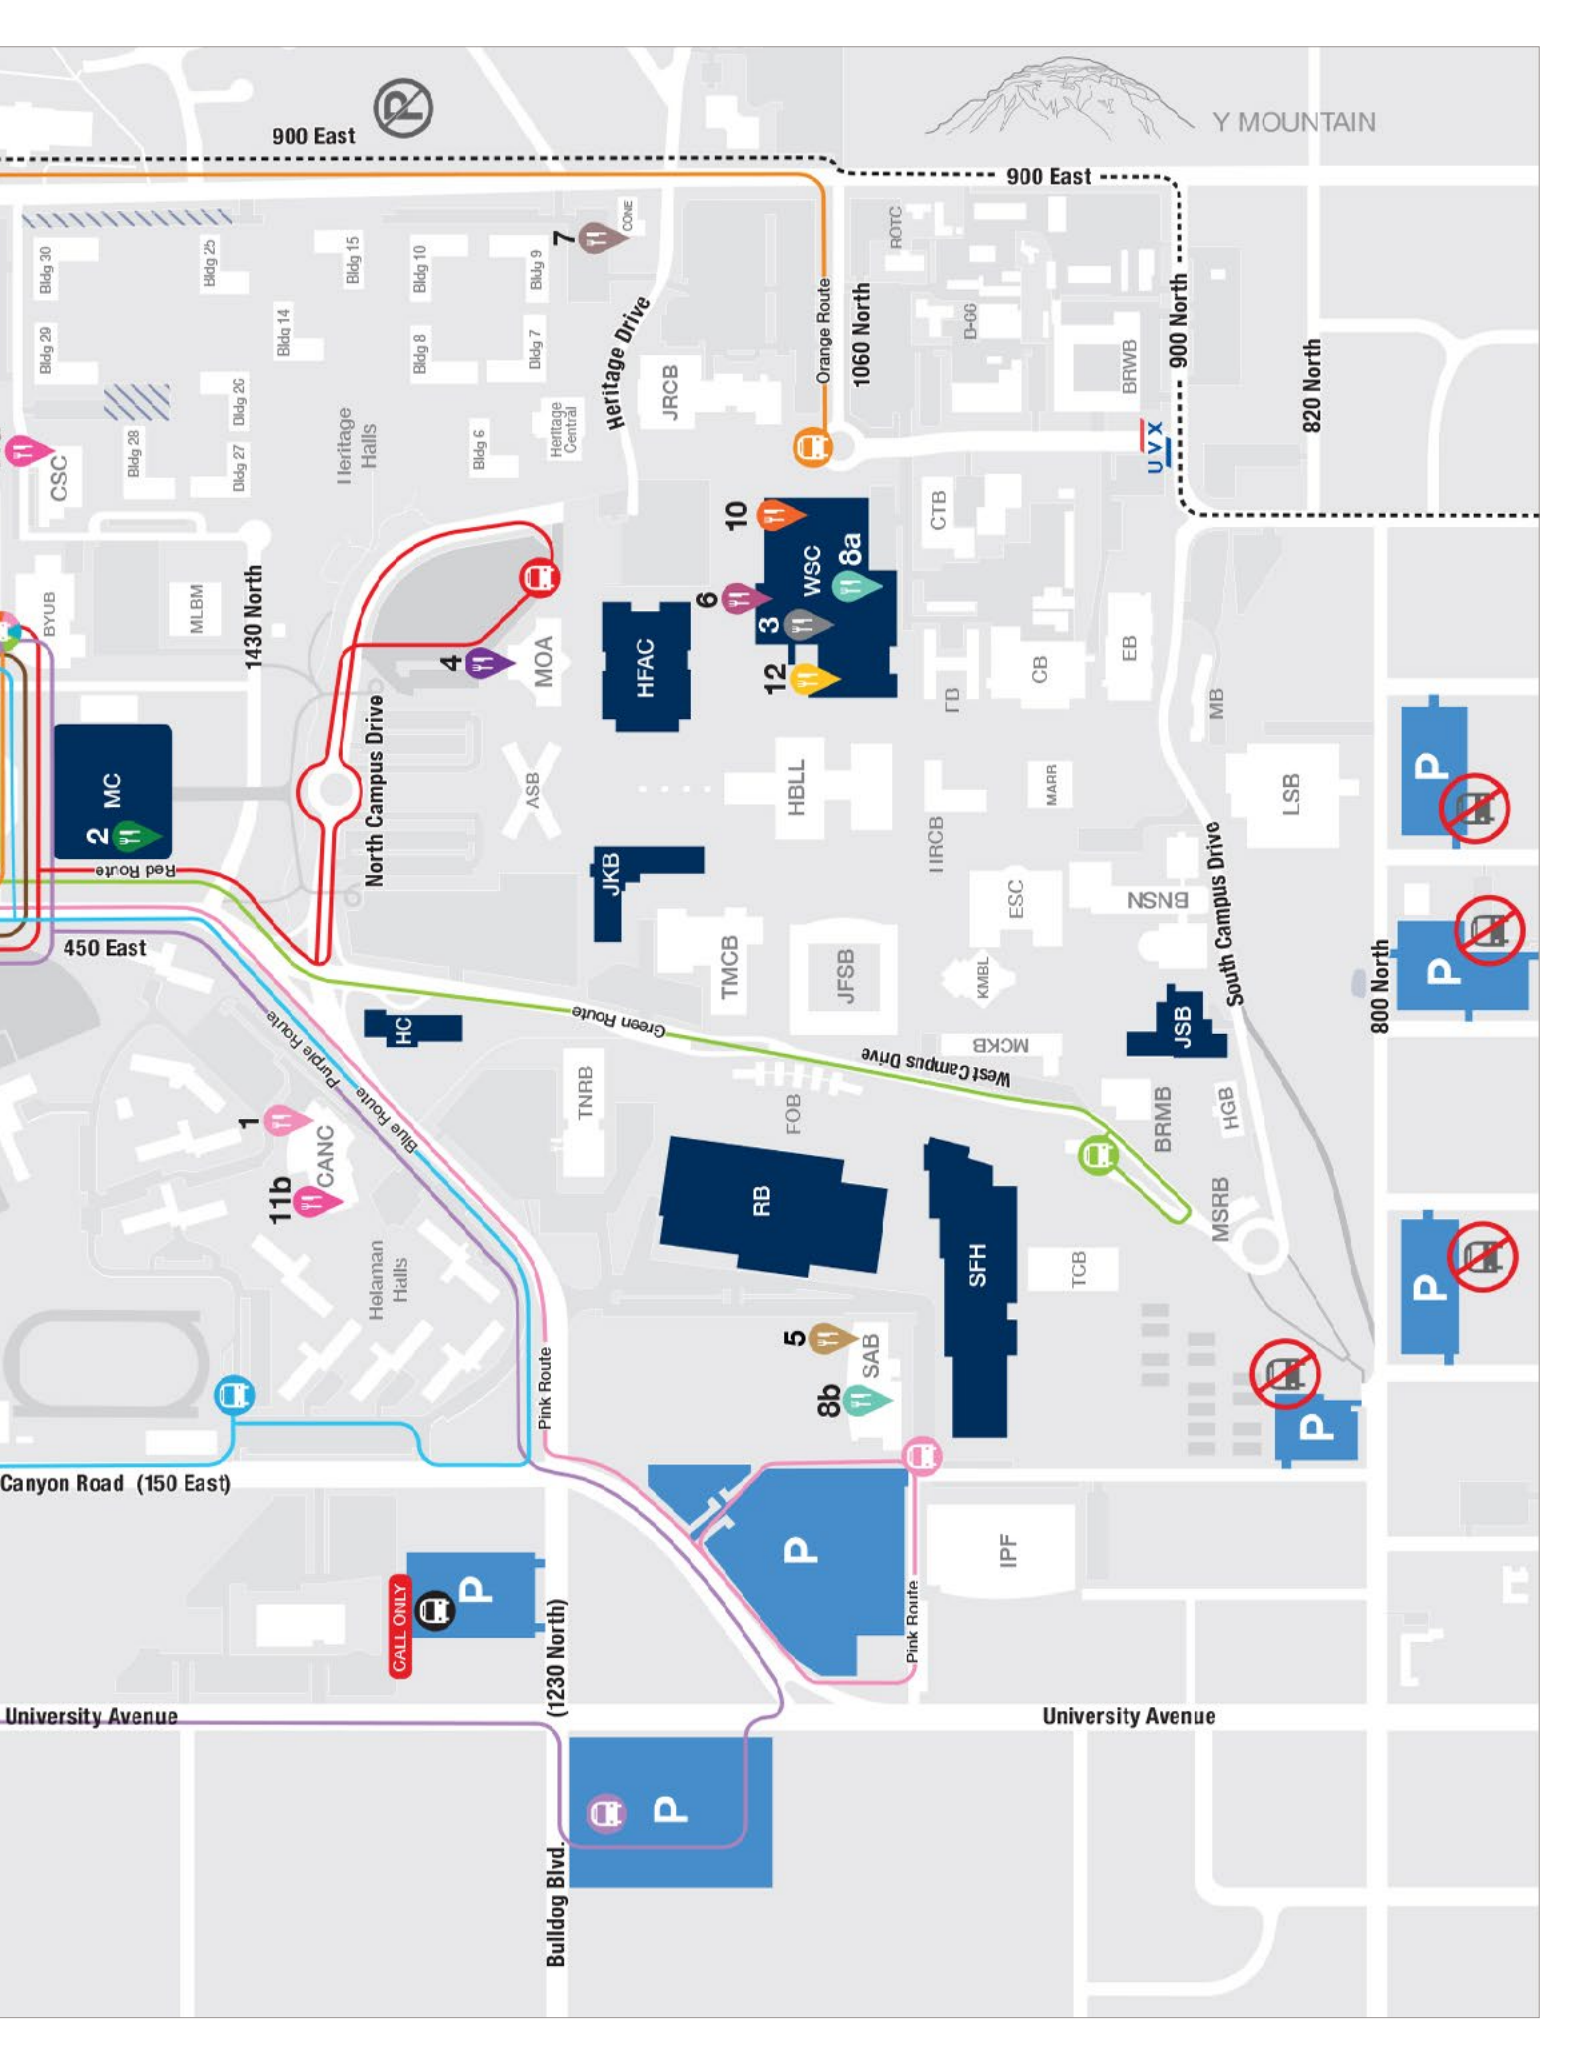 Y MOUNTAIN
900 East
900 East
P
CONE
7
ROTC
Bldg 30
Bldg 25
Bldg 15
Bldg 10
Bldg 9
Bldg 29
Bldg 14
Bldg 8
Bldg 7
Heritage Drive
Orange Route
1060 North
900 North
820 North
BRWB
JRCB
Bldg 28
Bldg 27
Bldg 6
Heritage
Central
Heritage
Halls
CSC
UVX
CTB
10
WSC
8a
6
3
12
BYUB
MLBM
1430 North
4
MOA
HFAC
CB
EB
MB
North Campus Drive
MC
2
Red Route
ASB
HBLL
MARR
LSB
JKB
ESC
BNSN
South Campus Drive
450 East
TMCB
JFSB
KMBL
800 North
P
P
HC
Green Route
MCKB
JSB
West Campus Drive
Purple Route
Blue Route
1
CANC
11b
TNRB
FOB
BRMB
HGB
RB
MSRB
SFH
TCB
P
Helaman
Halls
5
SAB
8b
Pink Route
P
Canyon Road (150 East)
P
IPF
CALL ONLY
P
Pink Route
(1230 North)
University Avenue
University Avenue
P
Bulldog Blvd.